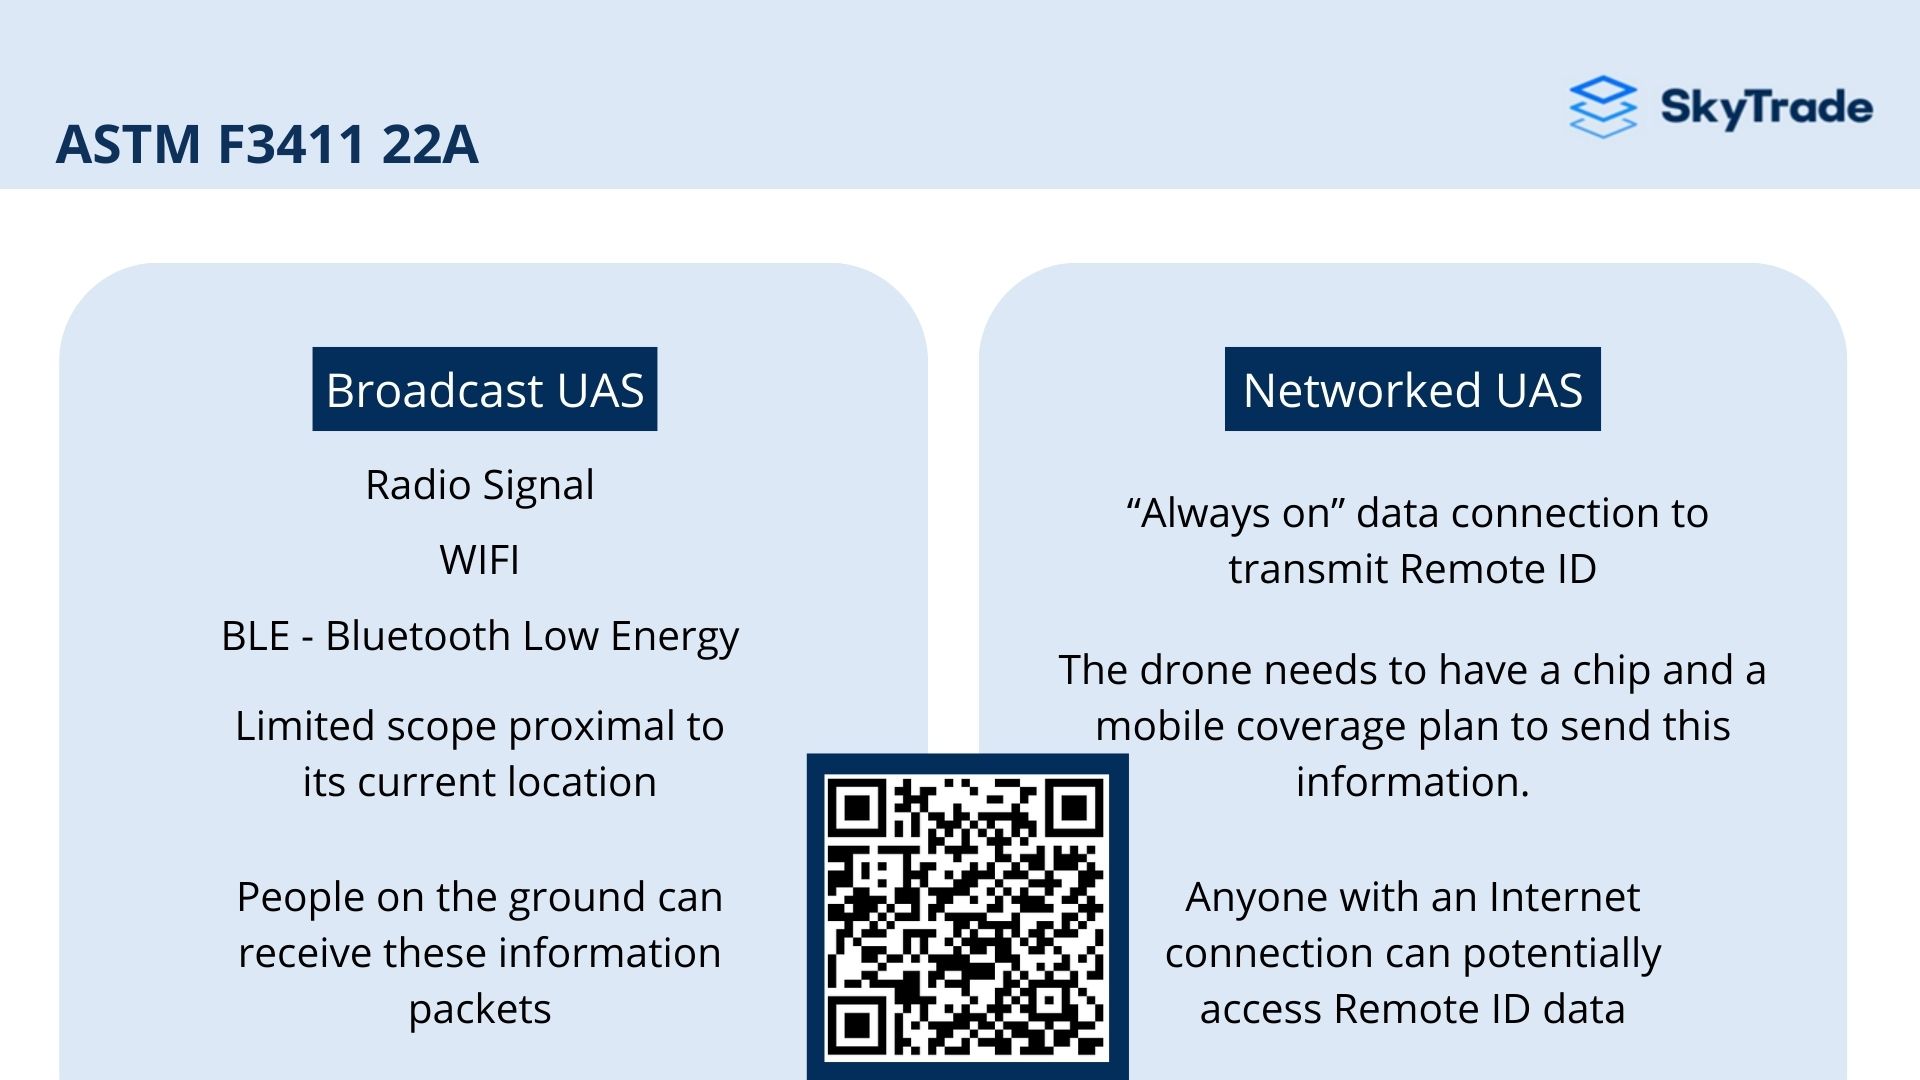 ASTM F3411 22A
SkyTrade
Broadcast UAS
Radio Signal
WIFI
BLE - Bluetooth Low Energy
Limited scope proximal to
its current location
People on the ground can
receive these information
packets
Networked UAS
“Always on” data connection to
transmit Remote ID
The drone needs to have a chip and a
mobile coverage plan to send this
information.
Anyone with an Internet
connection can potentially
access Remote ID data